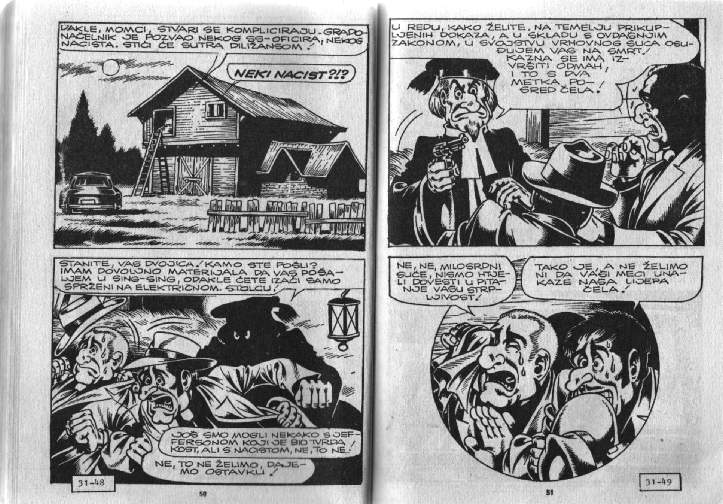 DAKLE, MOMCI, STVARI SE KOMPLICIRAJU. GRADO-
NAČELNIK JE POZVAO NEKOG SS-OFICIRA, NEKOG
NACISTA. STIĆI ĆE SUTRA DILIŽANSOM!
NEKI NACIST?!?
STANITE, VAS DVOJICA! KAMO STE POŠLI?
IMAM DOVOLJNO MATERIJALA DA VAS POŠA-
LJEM U SING-SING, ODAKLE ĆETE IZAĆI SAMO
SPRŽENI NA ELEKTRIČNOM STOLCU!
JOŠ SMO MOGLI NEKAKO S JEF-
FERSONOM KOJI JE BIO TVRDA
KOST, ALI S NACISTOM, NE, TO NE!
NE, TO NE ŽELIMO, DAJE-
MO OSTAVKU!
31-48
50
U REDU, KAKO ŽELITE, NA TEMELJU PRIKUP-
LJENIH DOKAZA, A U SKLADU S OVDAŠNJIM
ZAKONOM, U SVOJSTVU VRHOVNOG SUCA OSU-
ĐUJEM VAS NA SMRT!
KAZNA SE IMA IZ-
VRŠITI ODMAH,
I TO S DVA
METKA PO-
SRED ČELA!
NE, NE, MILOSRDNI
SUČE, NISMO HTJE-
LI DOVESTI U PITA-
NJE VAŠU STRP-
LJIVOST!
TAKO JE, A NE ŽELIMO
NI DA VAŠI MECI UNA-
KAZE NAŠA LIJEPA
ČELA!
31-49
51